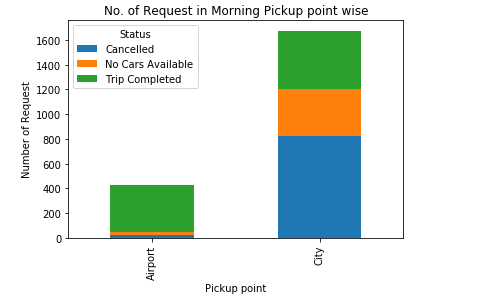 No. of Request in Morning Pickup point wise
Status
Cancelled
No Cars Available
Trip Completed
Number of Request
1600
1400
1200
1000
800
600
400
200
0
Airport
City
Pickup point